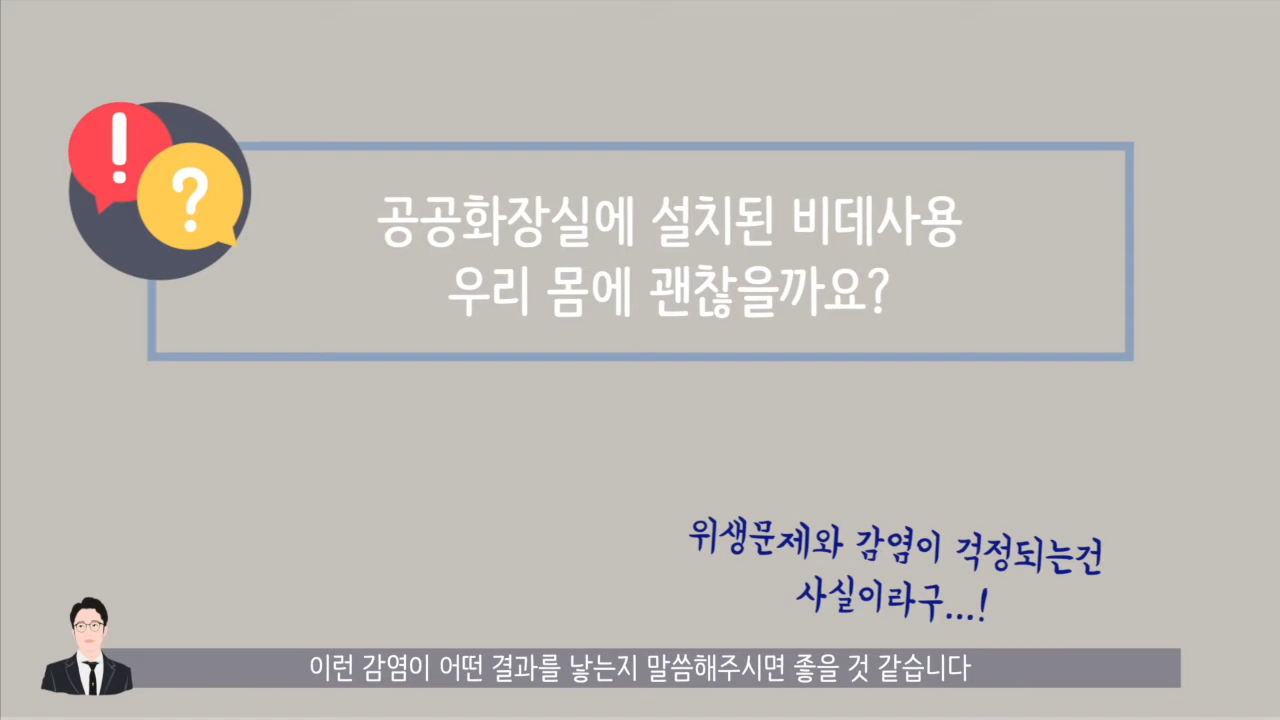 !
?
공공화장실에 설치된 비데사용
우리 몸에 괜찮을까요?
위생문제와 감염이 걱정되는건
사실이라구...!
이런 감염이 어떤 결과를 낳는지 말씀해주시면 좋을 것 같습니다